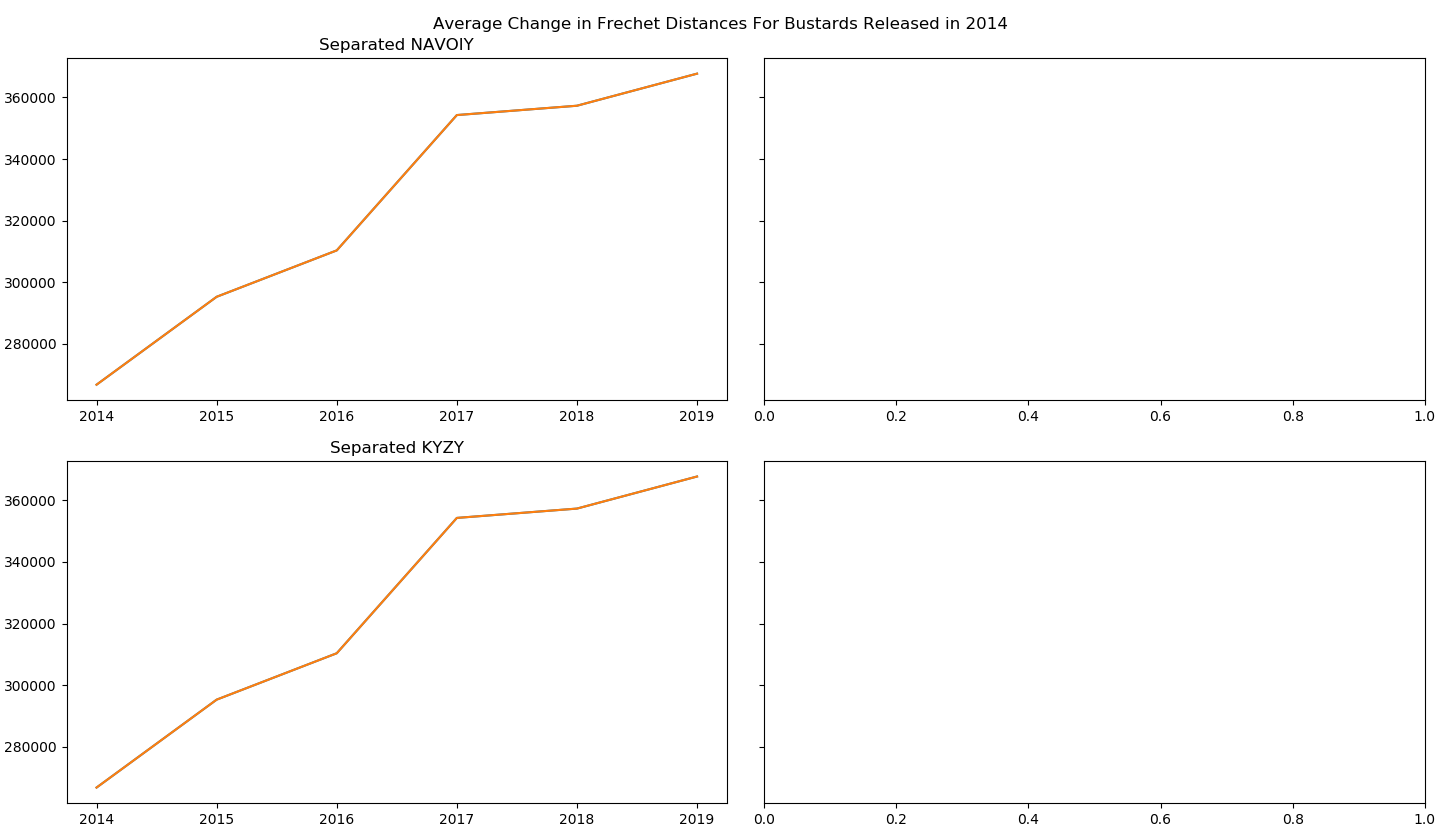 Average Change in Frechet Distances For Bustards Released in 2014
Separated NAVOIY
360000
340000
320000
300000
280000
2014 2015 2016 2017 2018 2019
0.0 0.2 0.4 0.6 0.8 1.0
Separated KYZY
360000
340000
320000
300000
280000
2014 2015 2016 2017 2018 2019
0.0 0.2 0.4 0.6 0.8 1.0